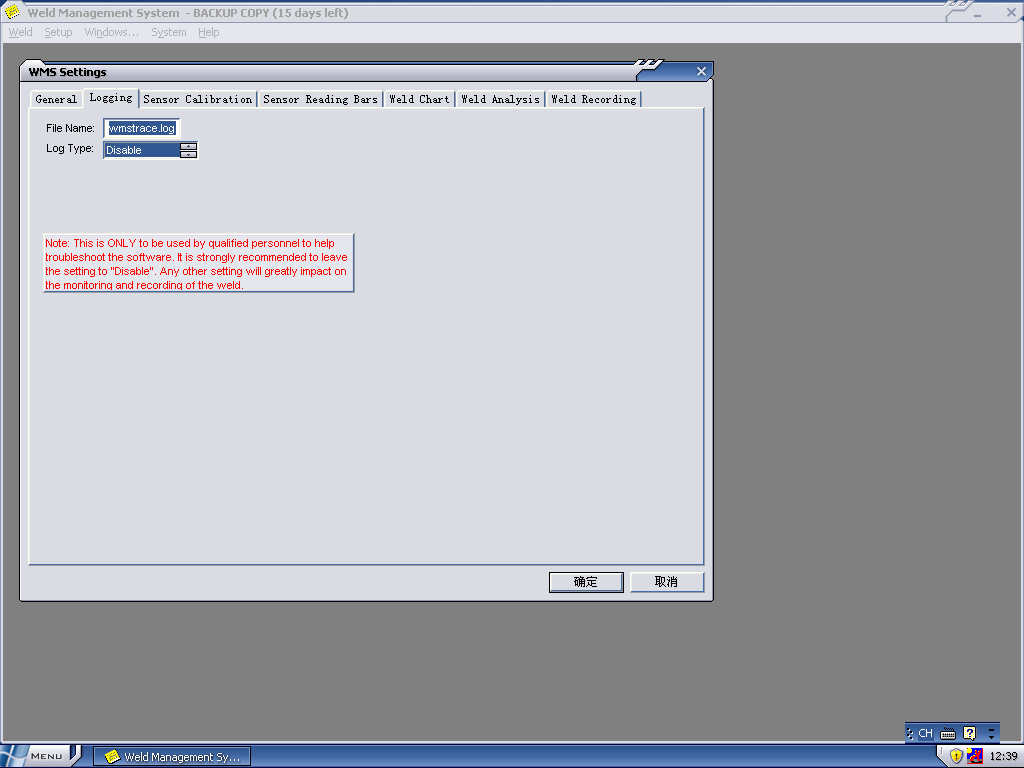 Weld Management System - BACKUP COPY (15 days left)
Weld Setup Windows... System Help
WMS Settings
General Logging Sensor Calibration Sensor Reading Bars Weld Chart Weld Analysis Weld Recording
File Name: wmstrace.log
Log Type: Disable
Note: This is ONLY to be used by qualified personnel to help
troubleshoot the software. It is strongly recommended to leave
the setting to "Disable". Any other setting will greatly impact on
the monitoring and recording of the weld.
确定 取消
CH
MENU Weld Management Sy... 12:39